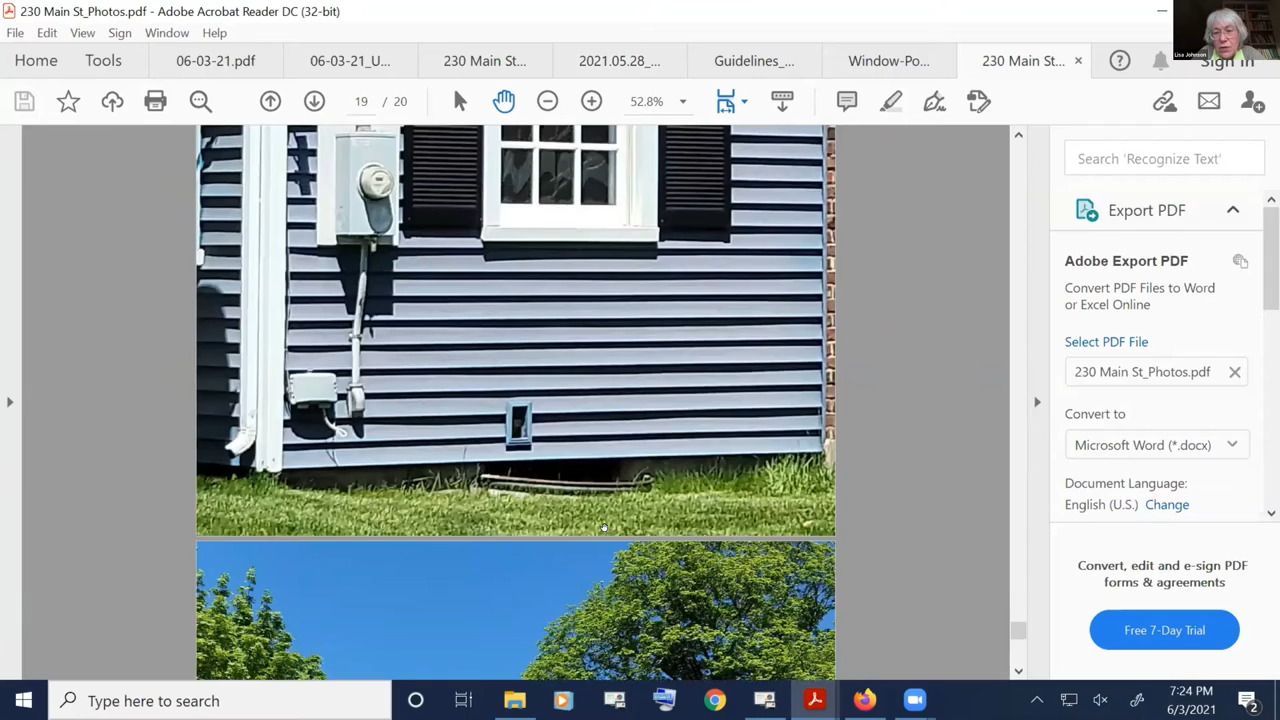 230 Main St_Photos.pdf - Adobe Acrobat Reader DC (32-bit)
File Edit View Sign Window Help
Lisa Johnson
Home Tools 06-03-21.pdf 06-03-21_U... 230 Main St... 2021.05.28_... Guidelines_... Window-Po... 230 Main St... Sign In
19 / 20 52.8%
Search 'Recognize Text'
Export PDF
Adobe Export PDF
Convert PDF Files to Word
or Excel Online
Select PDF File
230 Main St_Photos.pdf
Convert to
Microsoft Word (*.docx)
Document Language:
English (U.S.) Change
Convert, edit and e-sign PDF
forms & agreements
Free 7-Day Trial
Type here to search
7:24 PM
6/3/2021
2